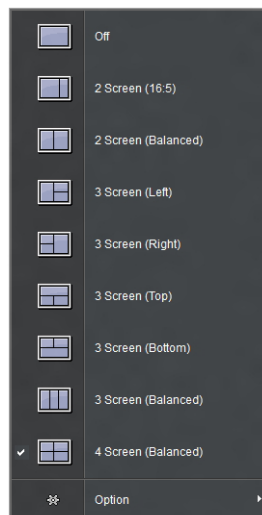 Off
2 Screen (16:5)
2 Screen (Balanced)
3 Screen (Left)
3 Screen (Right)
3 Screen (Top)
3 Screen (Bottom)
3 Screen (Balanced)
4 Screen (Balanced)
Option